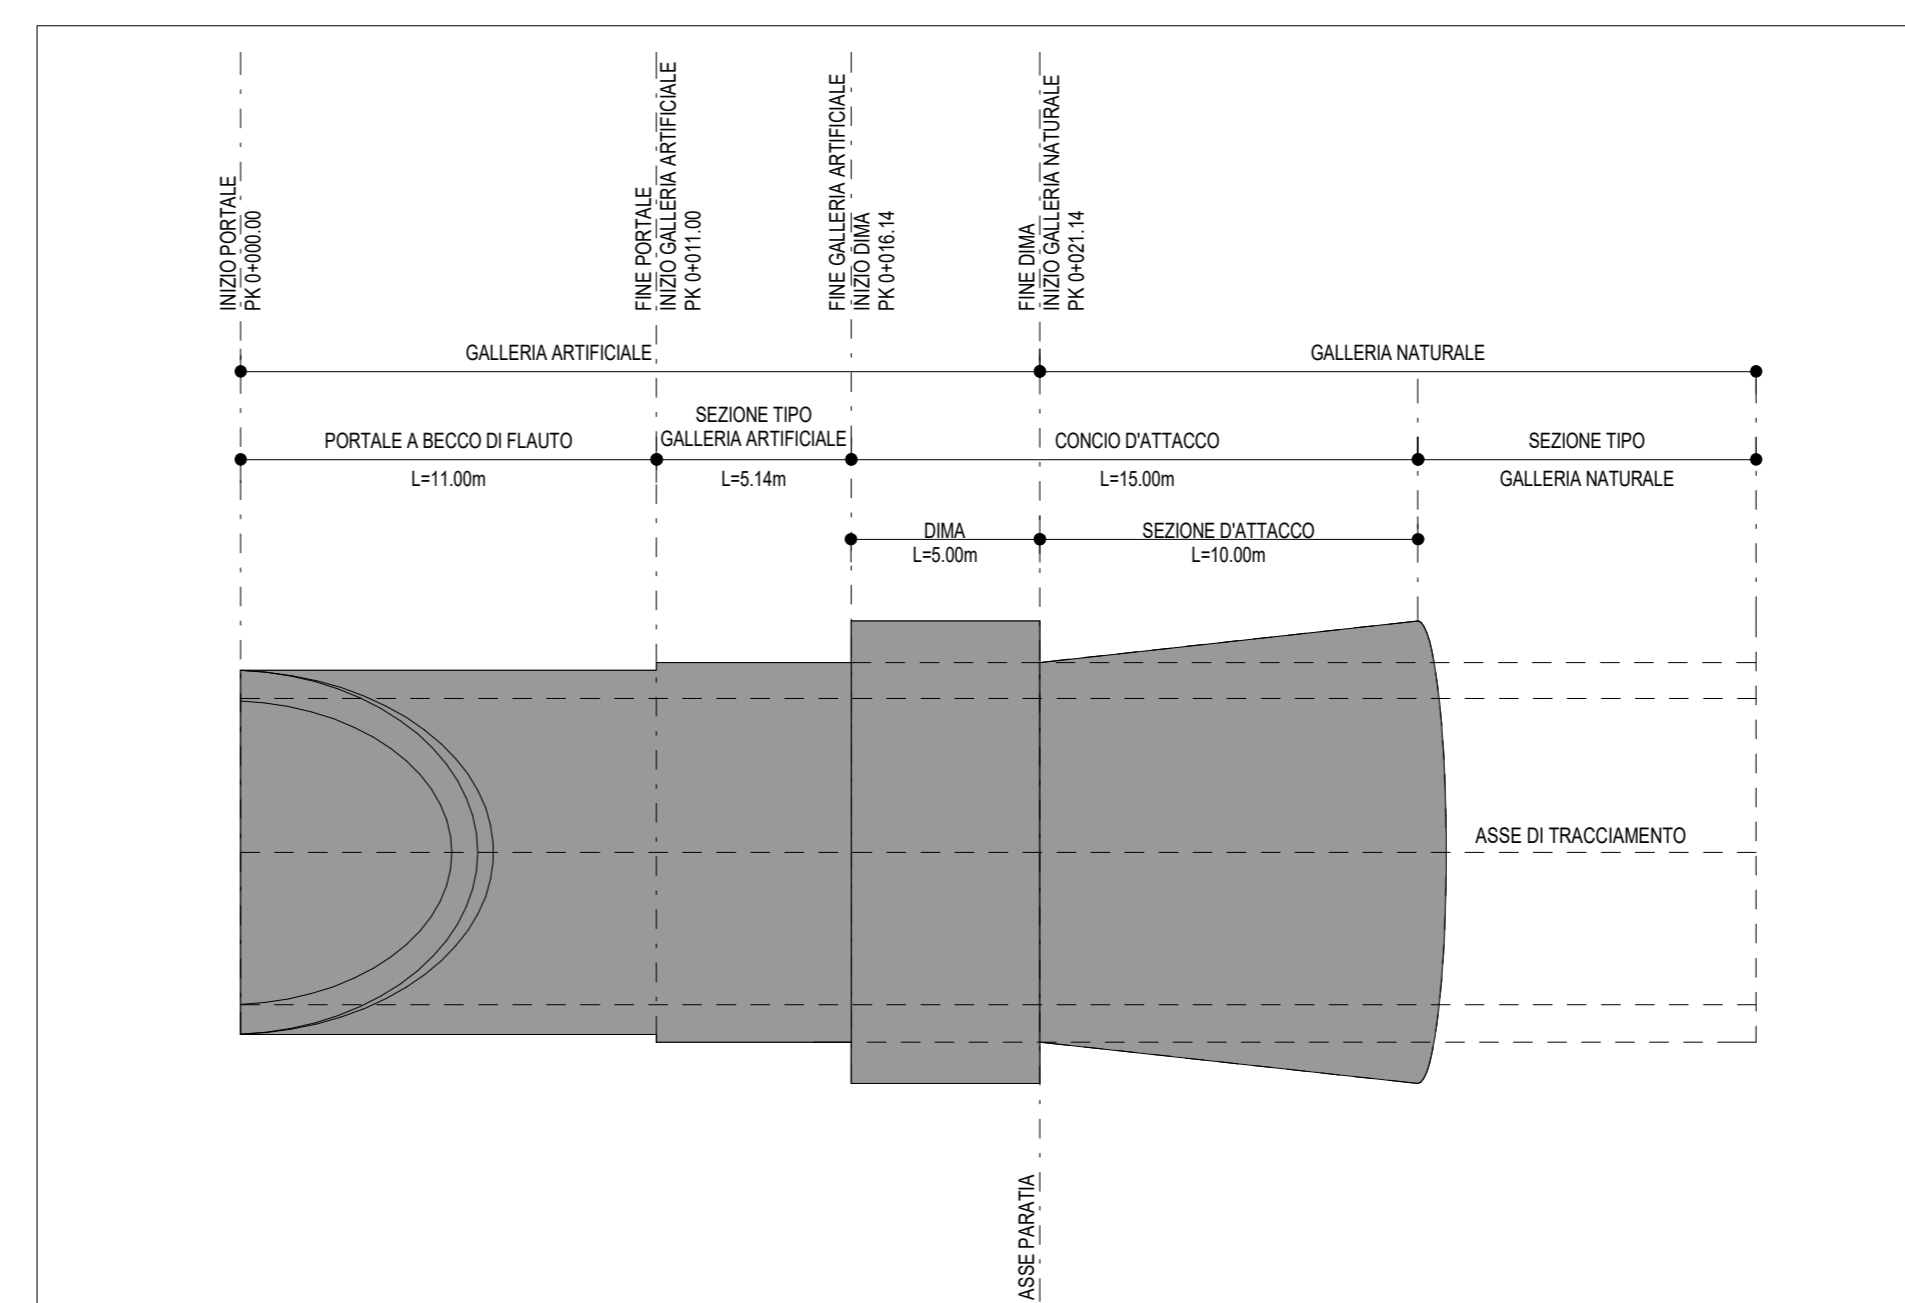 INIZIO PORTALE
PK 0+000.00
FINE PORTALE
INIZIO GALLERIA ARTIFICIALE
PK 0+011.00
FINE GALLERIA ARTIFICIALE
INIZIO DIMA
PK 0+016.14
FINE DIMA
INIZIO GALLERIA NATURALE
PK 0+021.14
GALLERIA ARTIFICIALE
GALLERIA NATURALE
PORTALE A BECCO DI FLAUTO
L=11.00m
SEZIONE TIPO
GALLERIA ARTIFICIALE
L=5.14m
CONCIO D'ATTACCO
L=15.00m
SEZIONE TIPO
GALLERIA NATURALE
DIMA
L=5.00m
SEZIONE D'ATTACCO
L=10.00m
ASSE DI TRACCIAMENTO
ASSE PARATIA